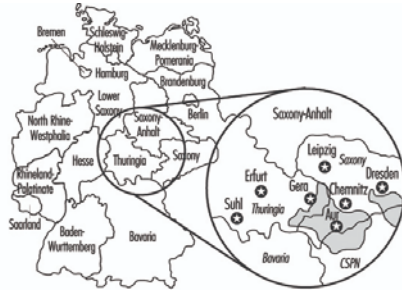 Bremen
Schleswig-
Holstein
Mecklenburg-
Pomerania
Hamburg
Brandenburg
Lower
Saxony
Saxony-
Anhalt
Berlin
North Rhine-
Westphalia
Hesse
Thuringia
Saxony
Rhineland-
Palatinate
Saarland
Baden-
Wurttemberg
Bavaria
Saxony-Anhalt
Leipzig
Saxony
Dresden
Erfurt
Gera
Chemnitz
Suhl
Thuringia
Aue
Bavaria
CSPN